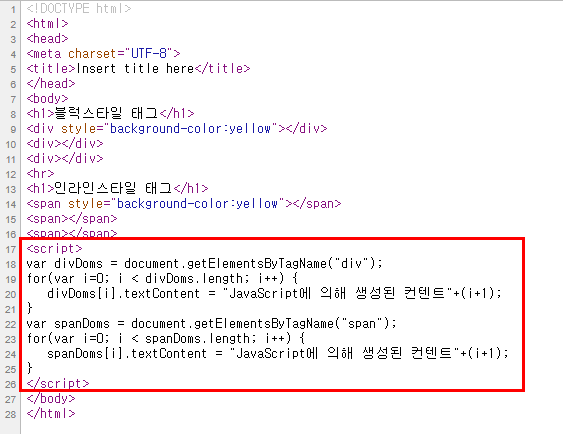 1 <!DOCTYPE html>
2 <html>
3 <head>
4 <meta charset="UTF-8">
5 <title>Insert title here</title>
6 </head>
7 <body>
8 <h1>블럭스타일 태그</h1>
9 <div style="background-color:yellow"></div>
10 <div></div>
11 <div></div>
12 <hr>
13 <h1>인라인스타일 태그</h1>
14 <span style="background-color:yellow"></span>
15 <span></span>
16 <span></span>
17 <script>
18 var divDoms = document.getElementsByTagName("div");
19 for(var i=0; i < divDoms.length; i++) {
20    divDoms[i].textContent = "JavaScript에 의해 생성된 컨텐트"+(i+1);
21 }
22 var spanDoms = document.getElementsByTagName("span");
23 for(var i=0; i < spanDoms.length; i++) {
24    spanDoms[i].textContent = "JavaScript에 의해 생성된 컨텐트"+(i+1);
25 }
26 </script>
27 </body>
28 </html>